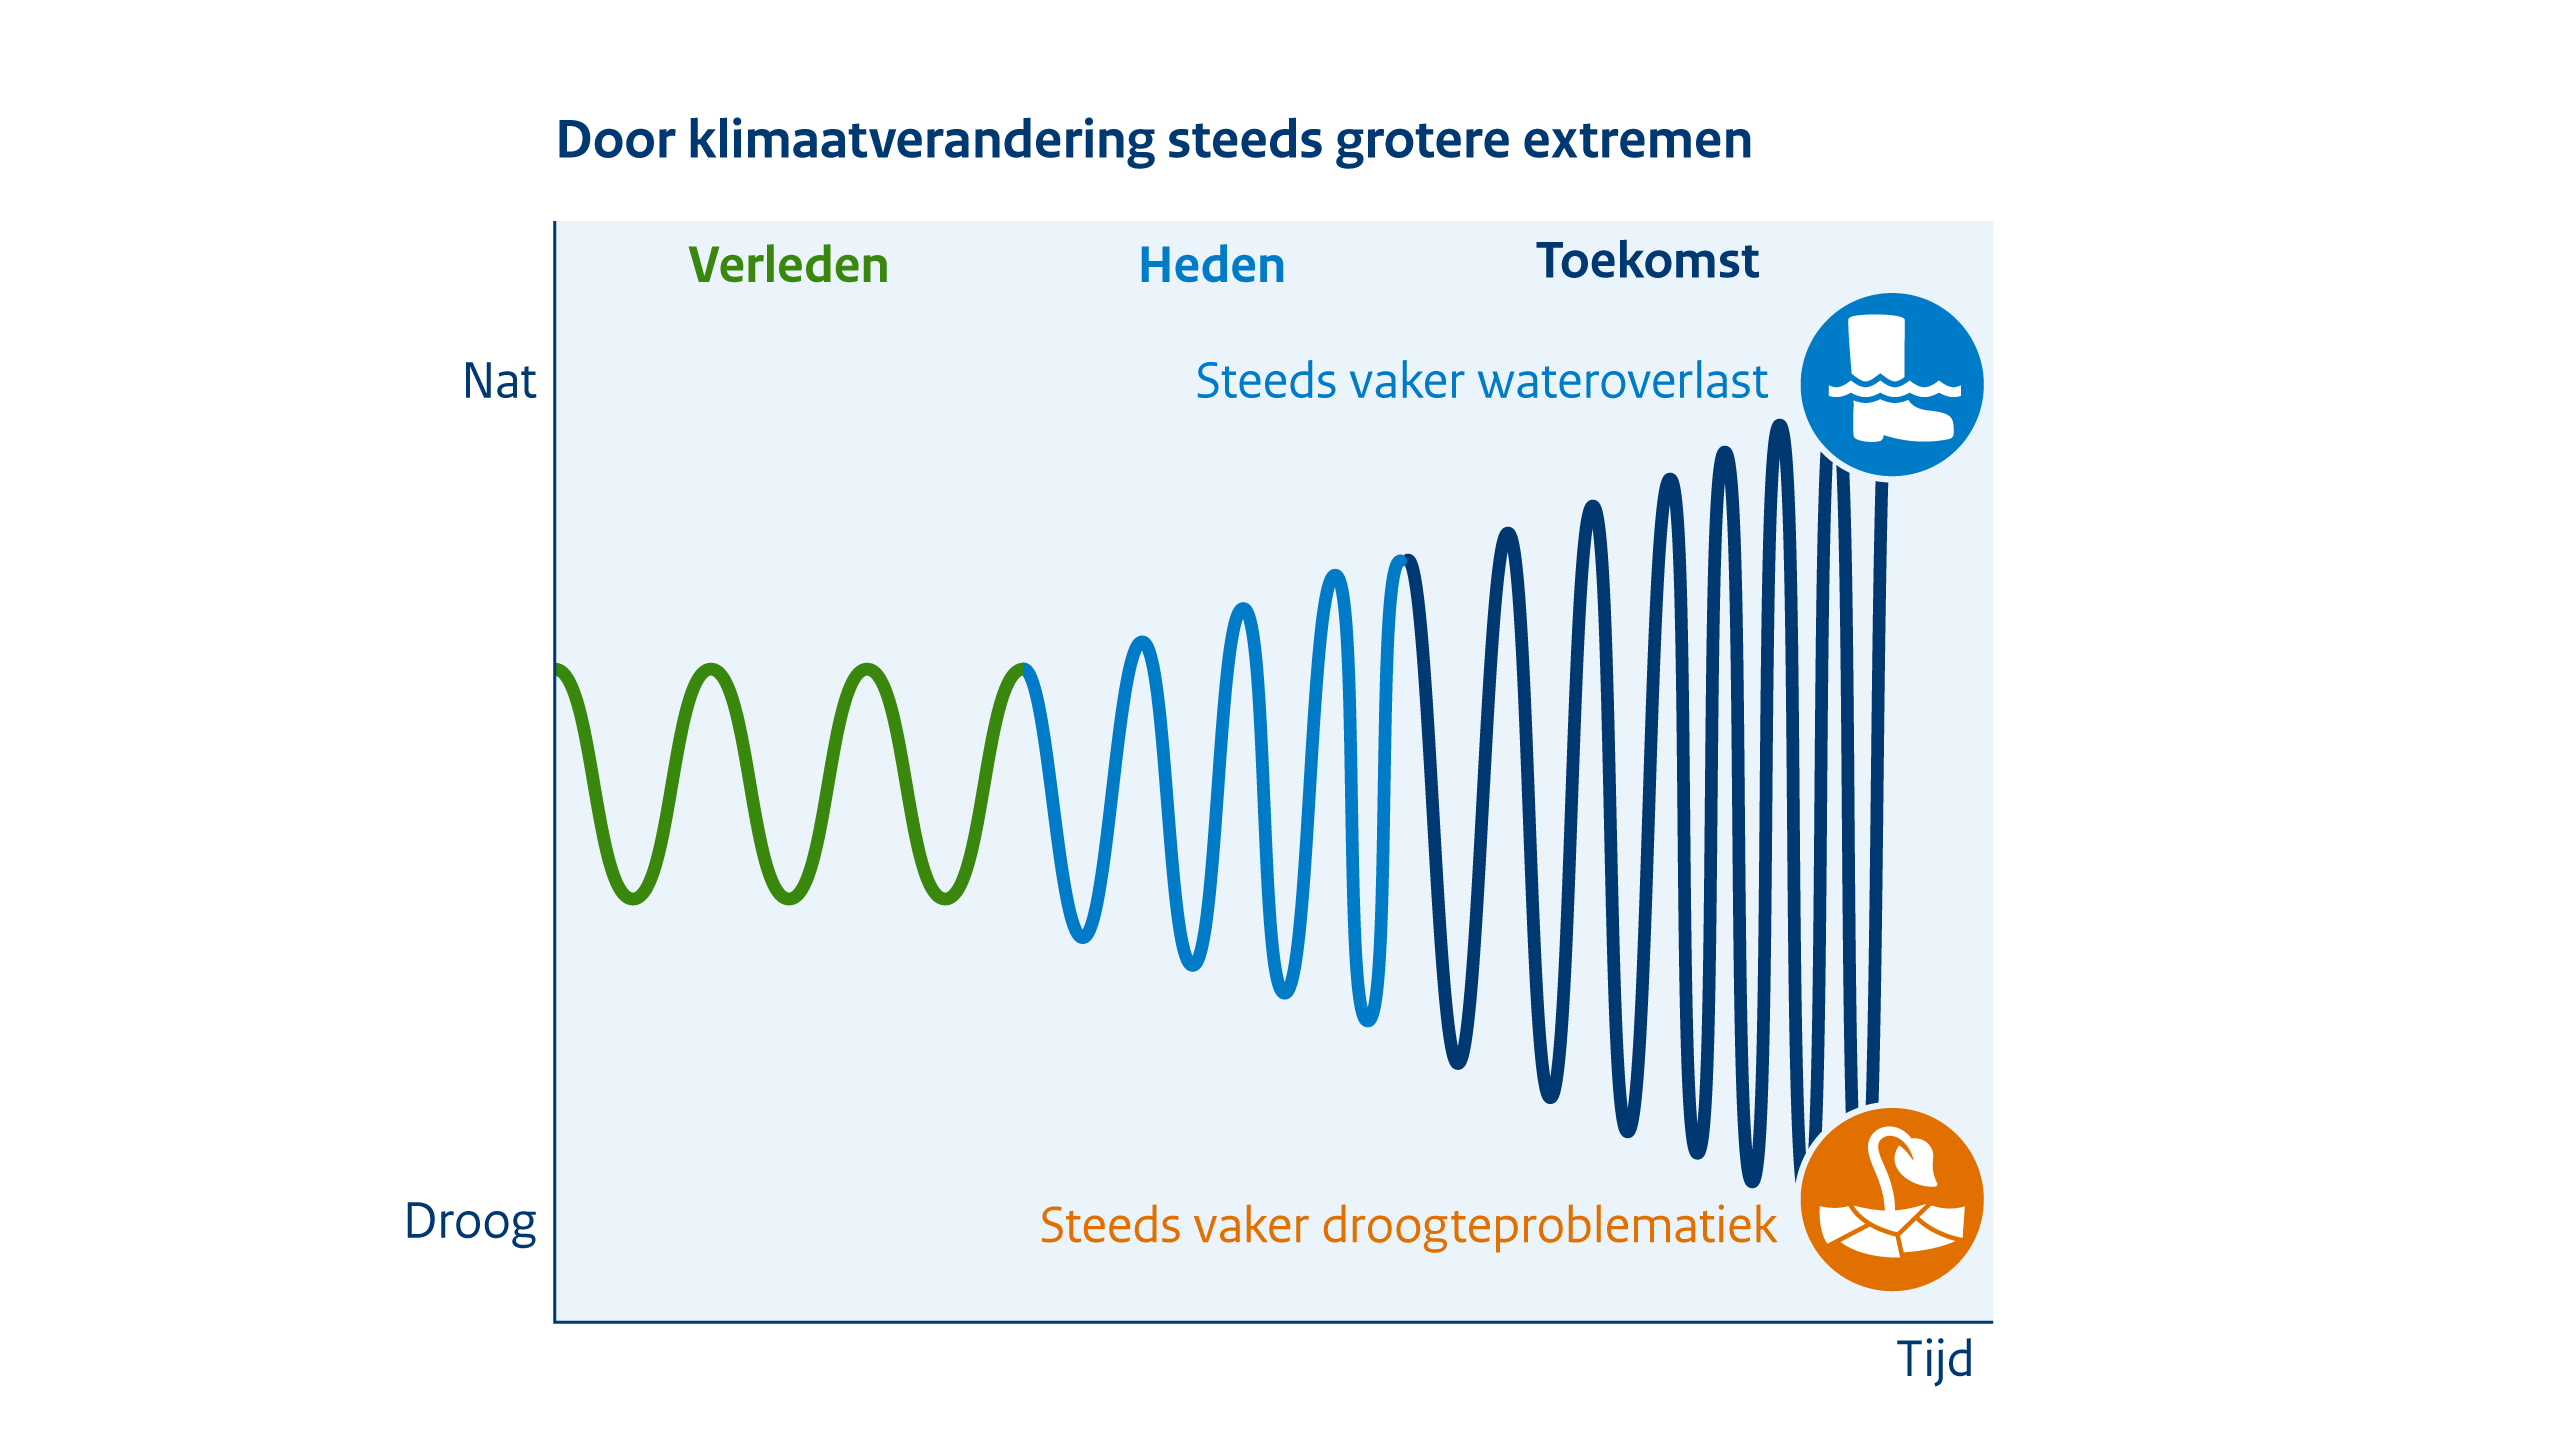 Door klimaatverandering steeds grotere extremen
Verleden
Heden
Toekomst
Nat
Steeds vaker wateroverlast
Droog
Steeds vaker droogteproblematiek
Tijd